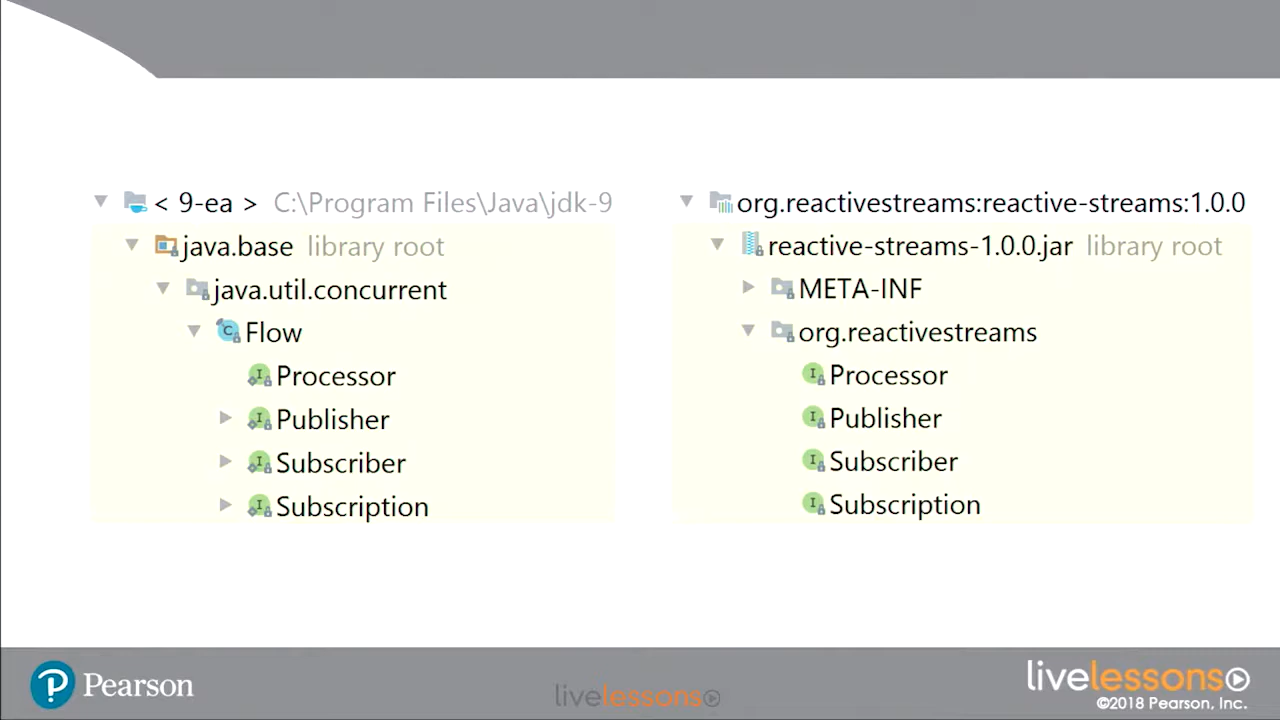 < 9-ea > C:\Program Files\Java\jdk-9
java.base library root
java.util.concurrent
Flow
Processor
Publisher
Subscriber
Subscription
org.reactivestreams:reactive-streams:1.0.0
reactive-streams-1.0.0.jar library root
META-INF
org.reactivestreams
Processor
Publisher
Subscriber
Subscription
Pearson
livelessons
livelessons
©2018 Pearson, Inc.